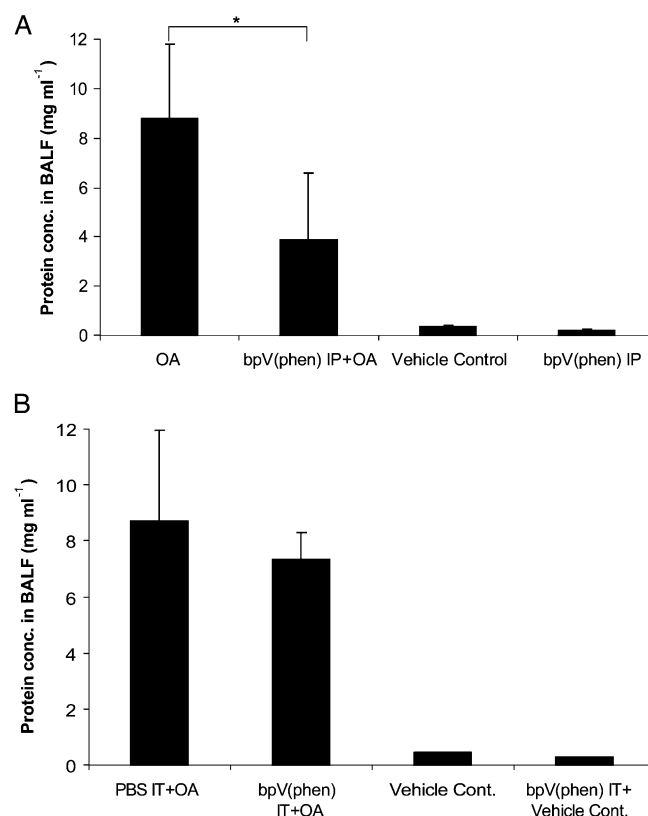 A
*
Protein conc. in BALF (mg ml⁻¹)
12
10
8
6
4
2
0
OA
bpV(phen) IP+OA
Vehicle Control
bpV(phen) IP
B
Protein conc. in BALF (mg ml⁻¹)
12
10
8
6
4
2
0
PBS IT+OA
bpV(phen)
IT+OA
Vehicle Cont.
bpV(phen) IT+
Vehicle Cont.